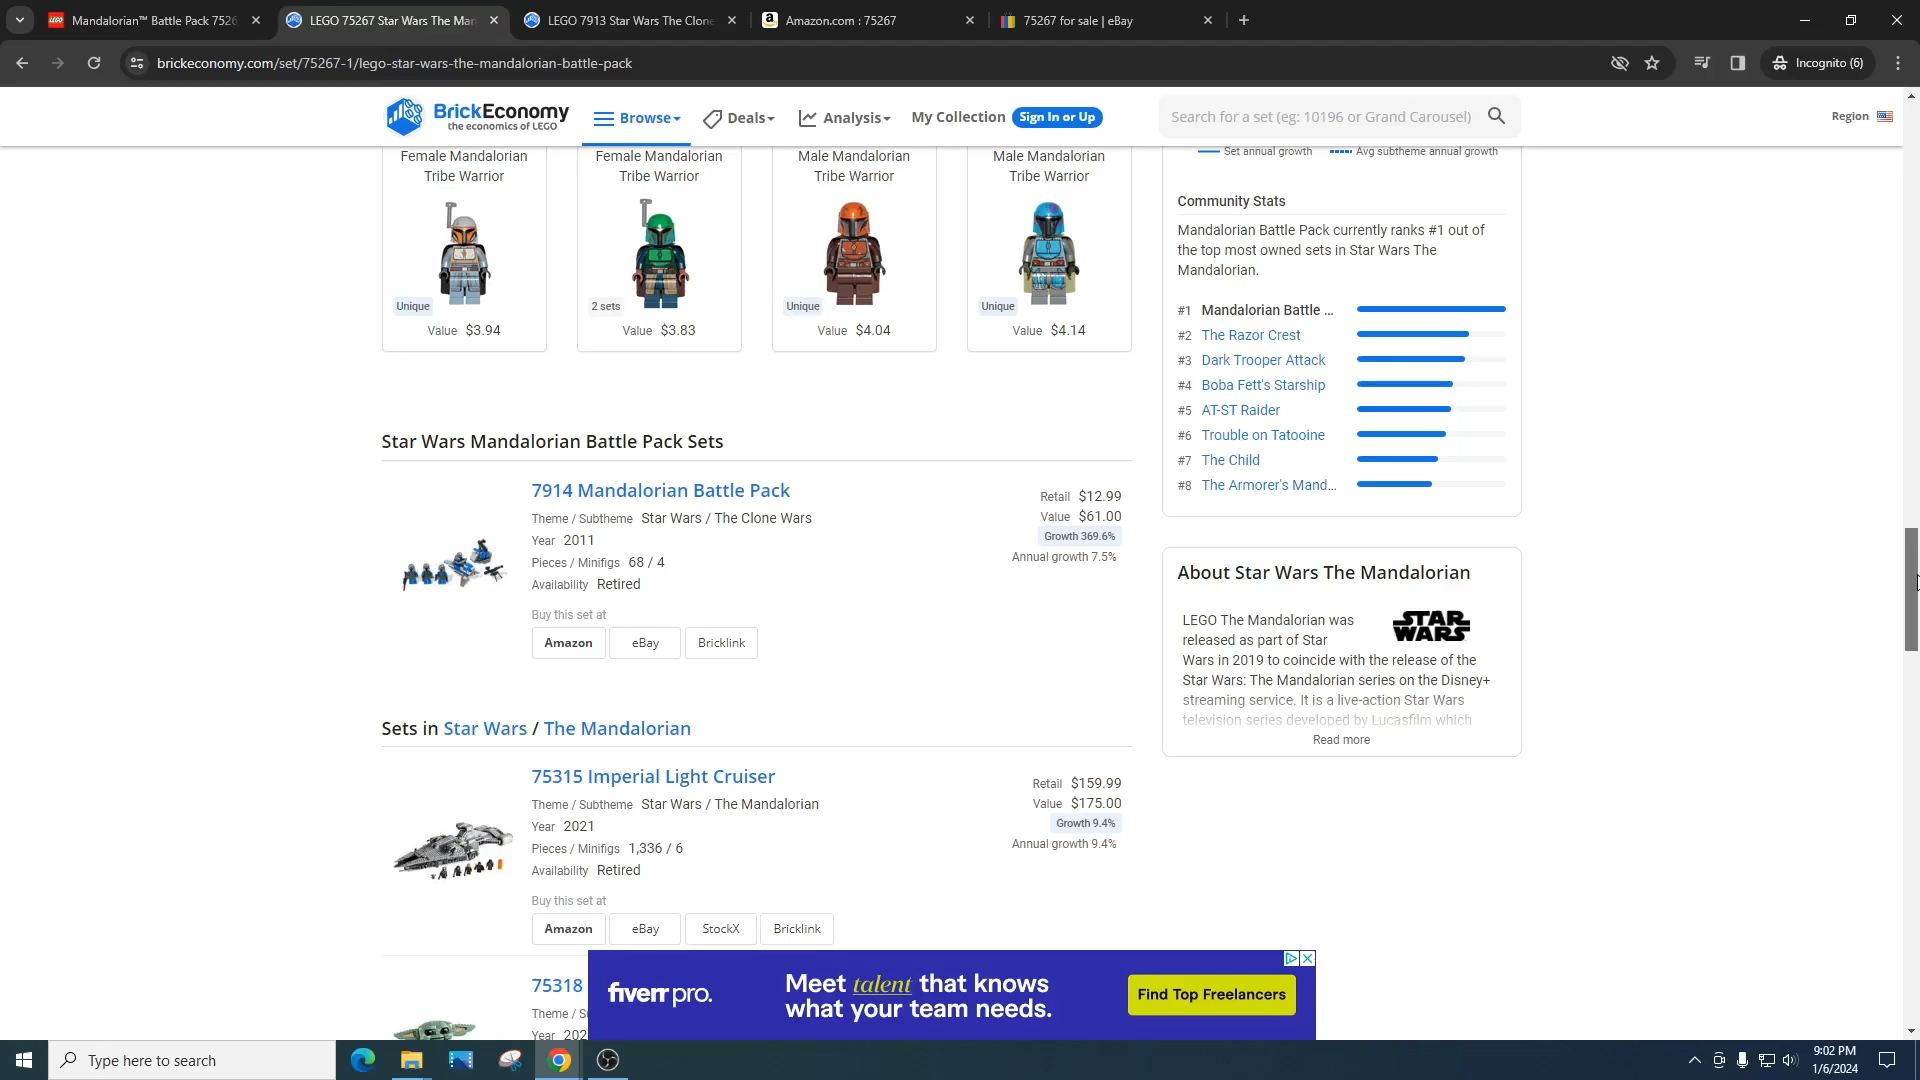 Mandalorian™ Battle Pack 7526
LEGO 75267 Star Wars The Man
LEGO 7913 Star Wars The Clone
Amazon.com : 75267
75267 for sale | eBay
brickeconomy.com/set/75267-1/lego-star-wars-the-mandalorian-battle-pack
Incognito (6)
BrickEconomy
the economics of LEGO
Browse
Deals
Analysis
My Collection
Sign In or Up
Search for a set (eg: 10196 or Grand Carousel)
Region
Female Mandalorian
Tribe Warrior
Unique
Value $3.94
Female Mandalorian
Tribe Warrior
2 sets
Value $3.83
Male Mandalorian
Tribe Warrior
Unique
Value $4.04
Male Mandalorian
Tribe Warrior
Unique
Value $4.14
Star Wars Mandalorian Battle Pack Sets
7914 Mandalorian Battle Pack
Theme / Subtheme Star Wars / The Clone Wars
Year 2011
Pieces / Minifigs 68 / 4
Availability Retired
Buy this set at
Amazon
eBay
Bricklink
Retail $12.99
Value $61.00
Growth 369.6%
Annual growth 7.5%
Sets in Star Wars / The Mandalorian
75315 Imperial Light Cruiser
Theme / Subtheme Star Wars / The Mandalorian
Year 2021
Pieces / Minifigs 1,336 / 6
Availability Retired
Buy this set at
Amazon
eBay
StockX
Bricklink
Retail $159.99
Value $175.00
Growth 9.4%
Annual growth 9.4%
75318
Theme / Su
Year 202
Set annual growth
Avg subtheme annual growth
Community Stats
Mandalorian Battle Pack currently ranks #1 out of
the top most owned sets in Star Wars The
Mandalorian.
#1 Mandalorian Battle ...
#2 The Razor Crest
#3 Dark Trooper Attack
#4 Boba Fett's Starship
#5 AT-ST Raider
#6 Trouble on Tatooine
#7 The Child
#8 The Armorer's Mand...
About Star Wars The Mandalorian
STAR
WARS
LEGO The Mandalorian was
released as part of Star
Wars in 2019 to coincide with the release of the
Star Wars: The Mandalorian series on the Disney+
streaming service. It is a live-action Star Wars
television series developed by Lucasfilm which
Read more
fiverr pro.
Meet talent that knows
what your team needs.
Find Top Freelancers
Type here to search
9:02 PM
1/6/2024